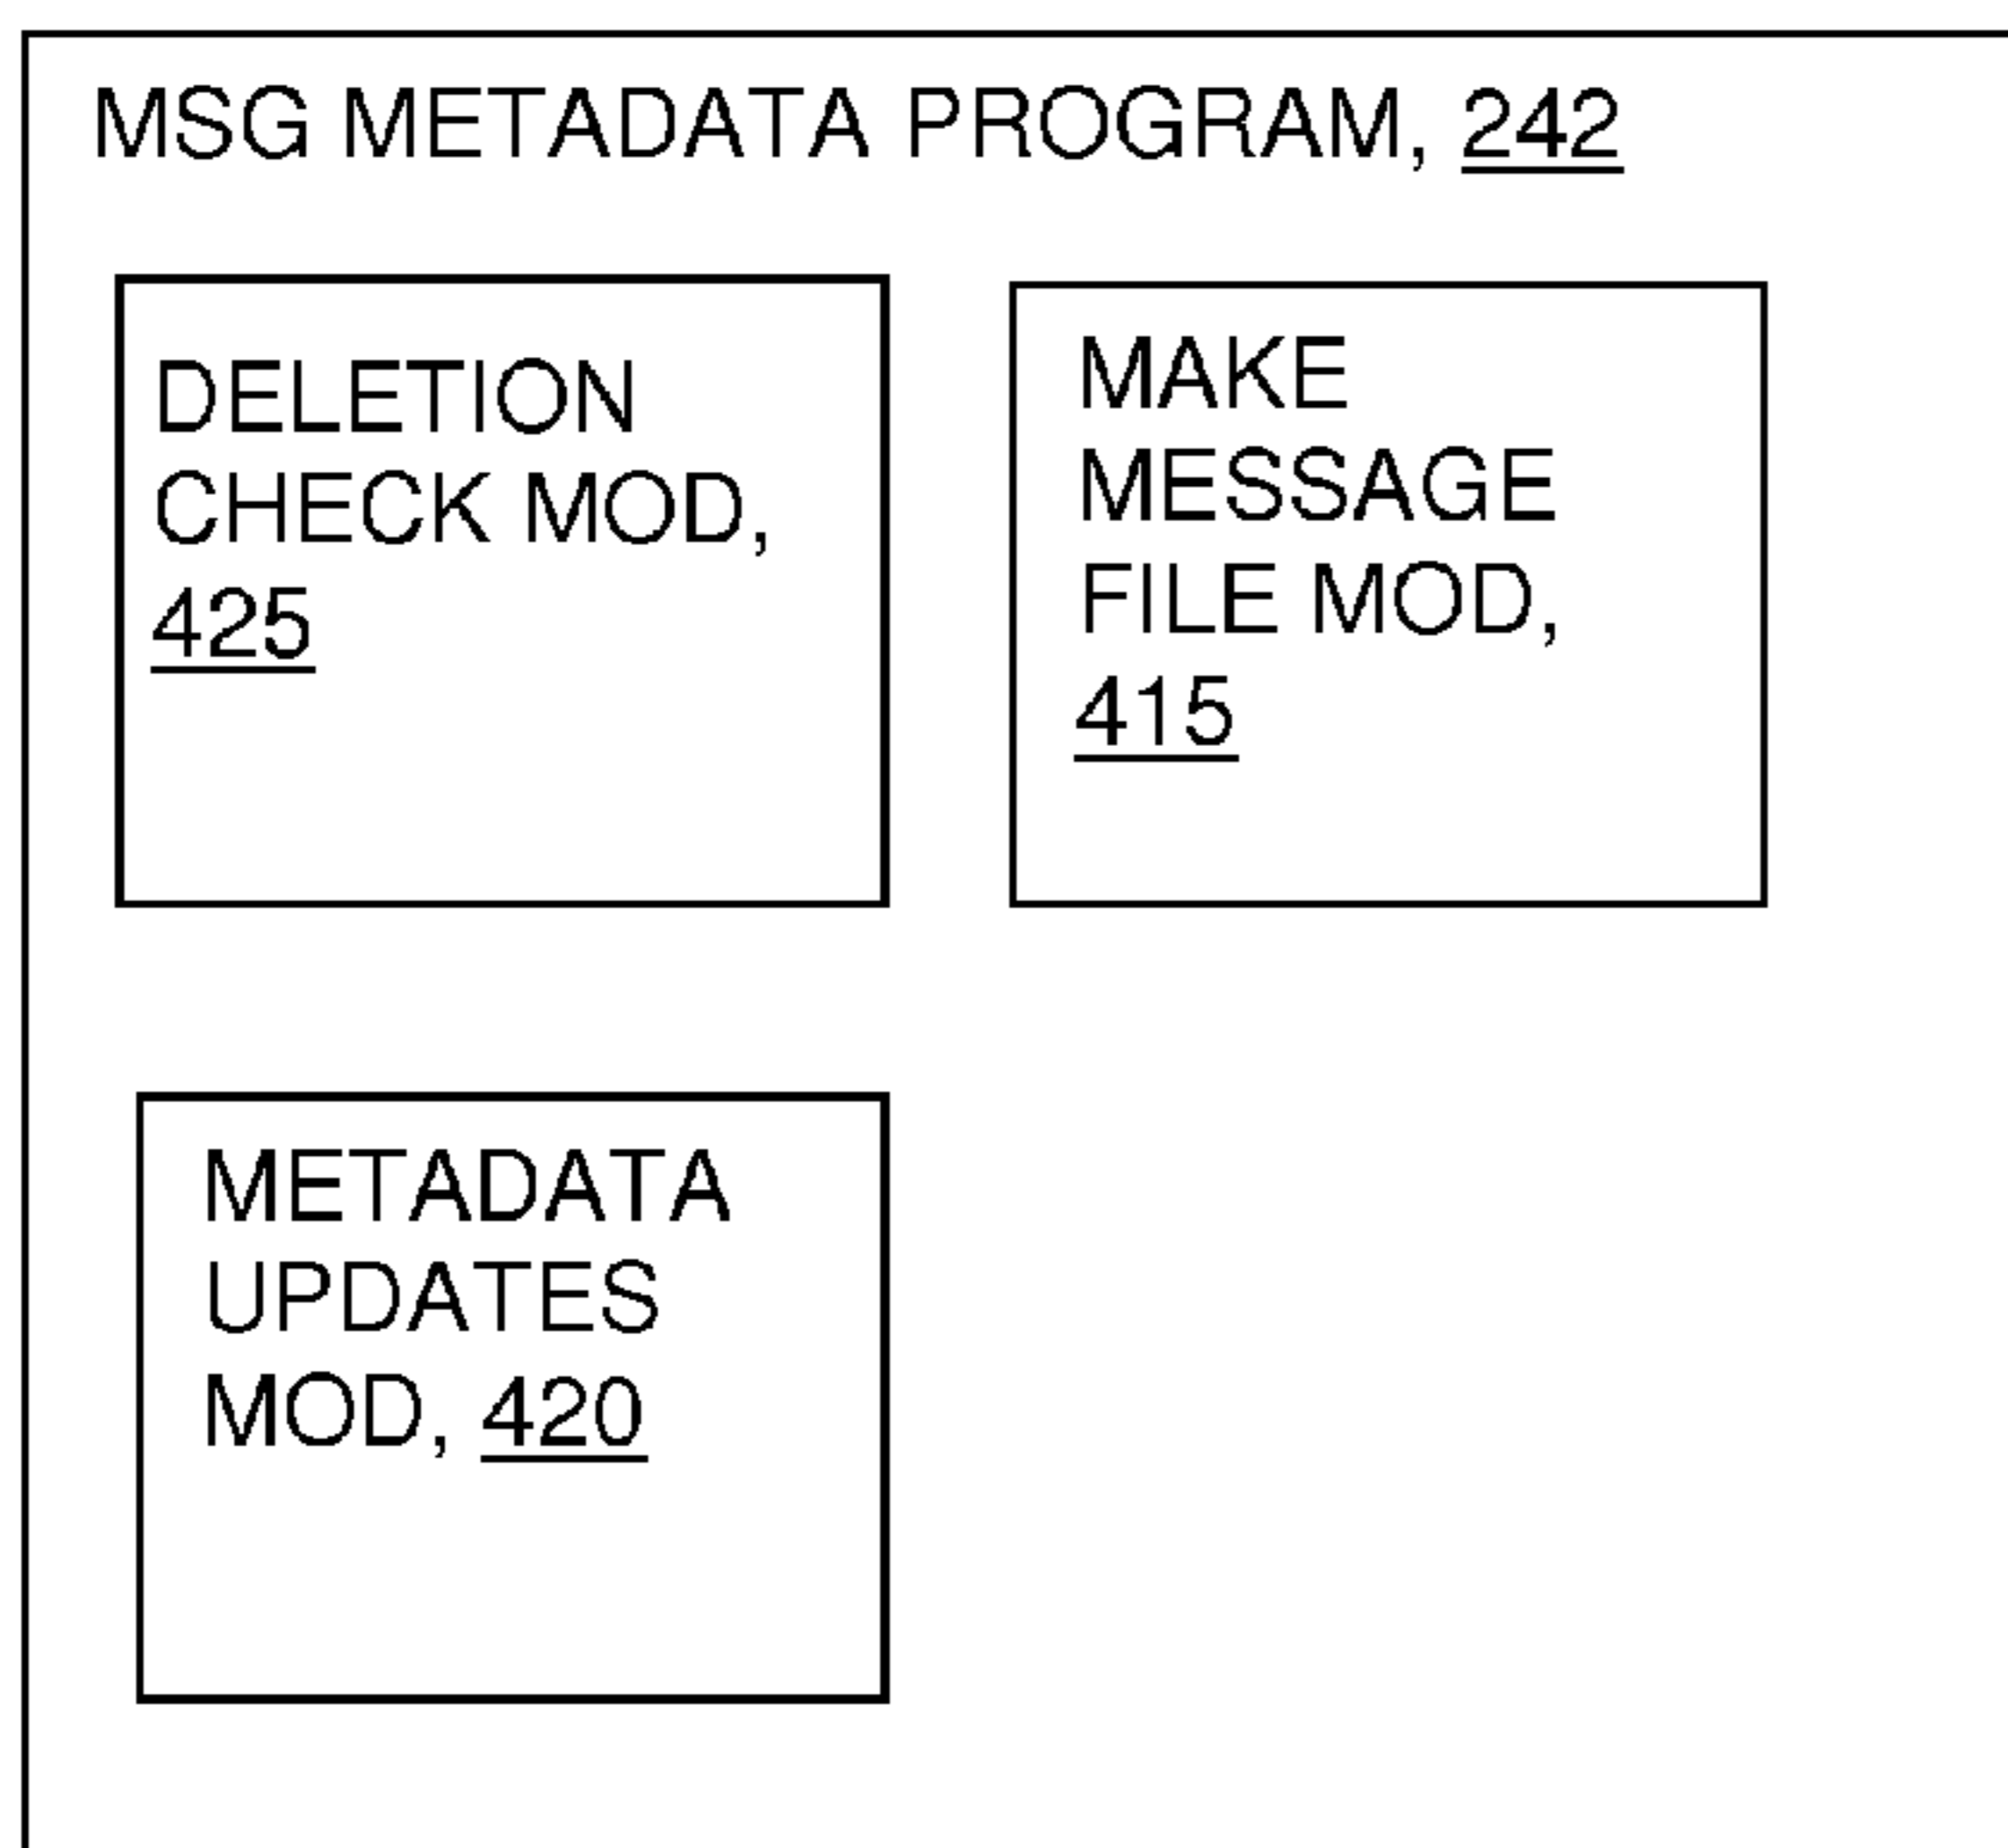 MSG METADATA PROGRAM, 242
DELETION
CHECK MOD,
425
MAKE
MESSAGE
FILE MOD,
415
METADATA
UPDATES
MOD, 420